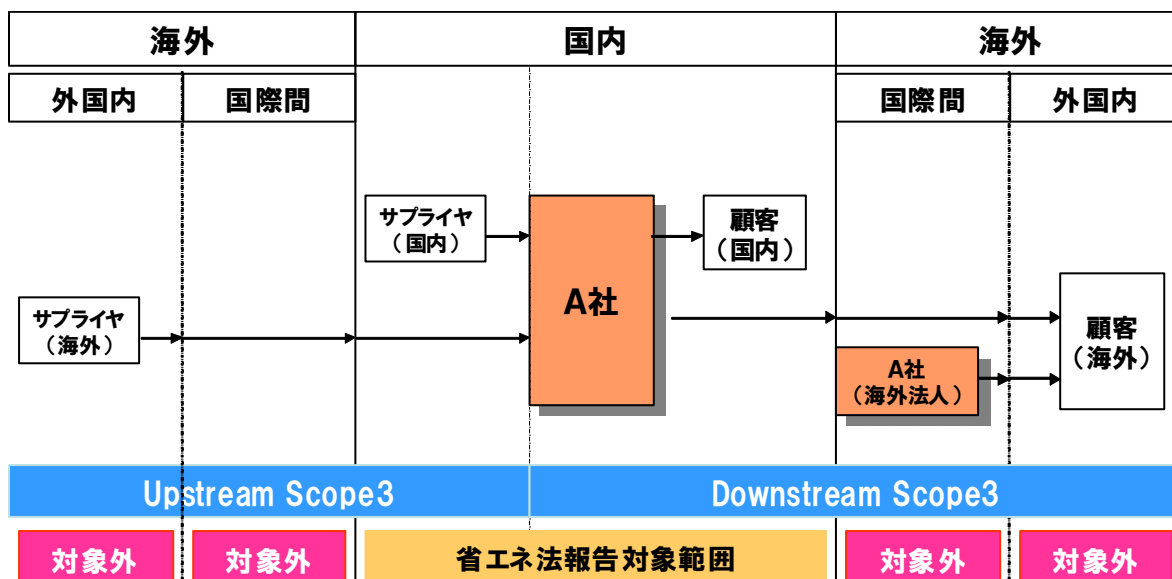 海外
国内
海外
外国内
国際間
国際間
外国内
サプライヤ
（国内）
顧客
（国内）
A社
サプライヤ
（海外）
顧客
（海外）
A社
（海外法人）
Upstream Scope3
Downstream Scope3
対象外
対象外
省エネ法報告対象範囲
対象外
対象外